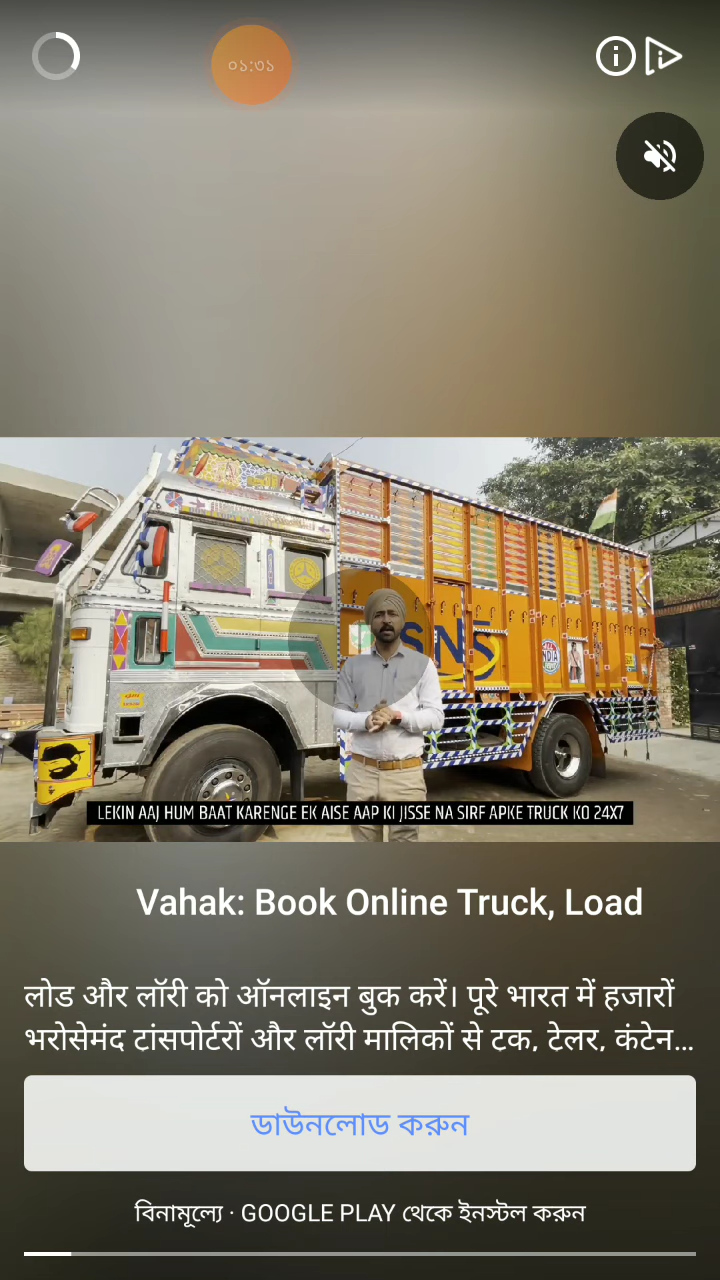 ০১:৩১
SNS
INDIA
LEKIN AAJ HUM BAAT KARENGE EK AISE AAP KI JISSE NA SIRF APKE TRUCK KO 24X7
Vahak: Book Online Truck, Load
लोड और लॉरी को ऑनलाइन बुक करें। पूरे भारत में हजारों
भरोसेमंद टांसपोर्टरों और लॉरी मालिकों से टक, टेलर, कंटेन...
ডাউনলোড করুন
বিনামূল্যে · GOOGLE PLAY থেকে ইনস্টল করুন